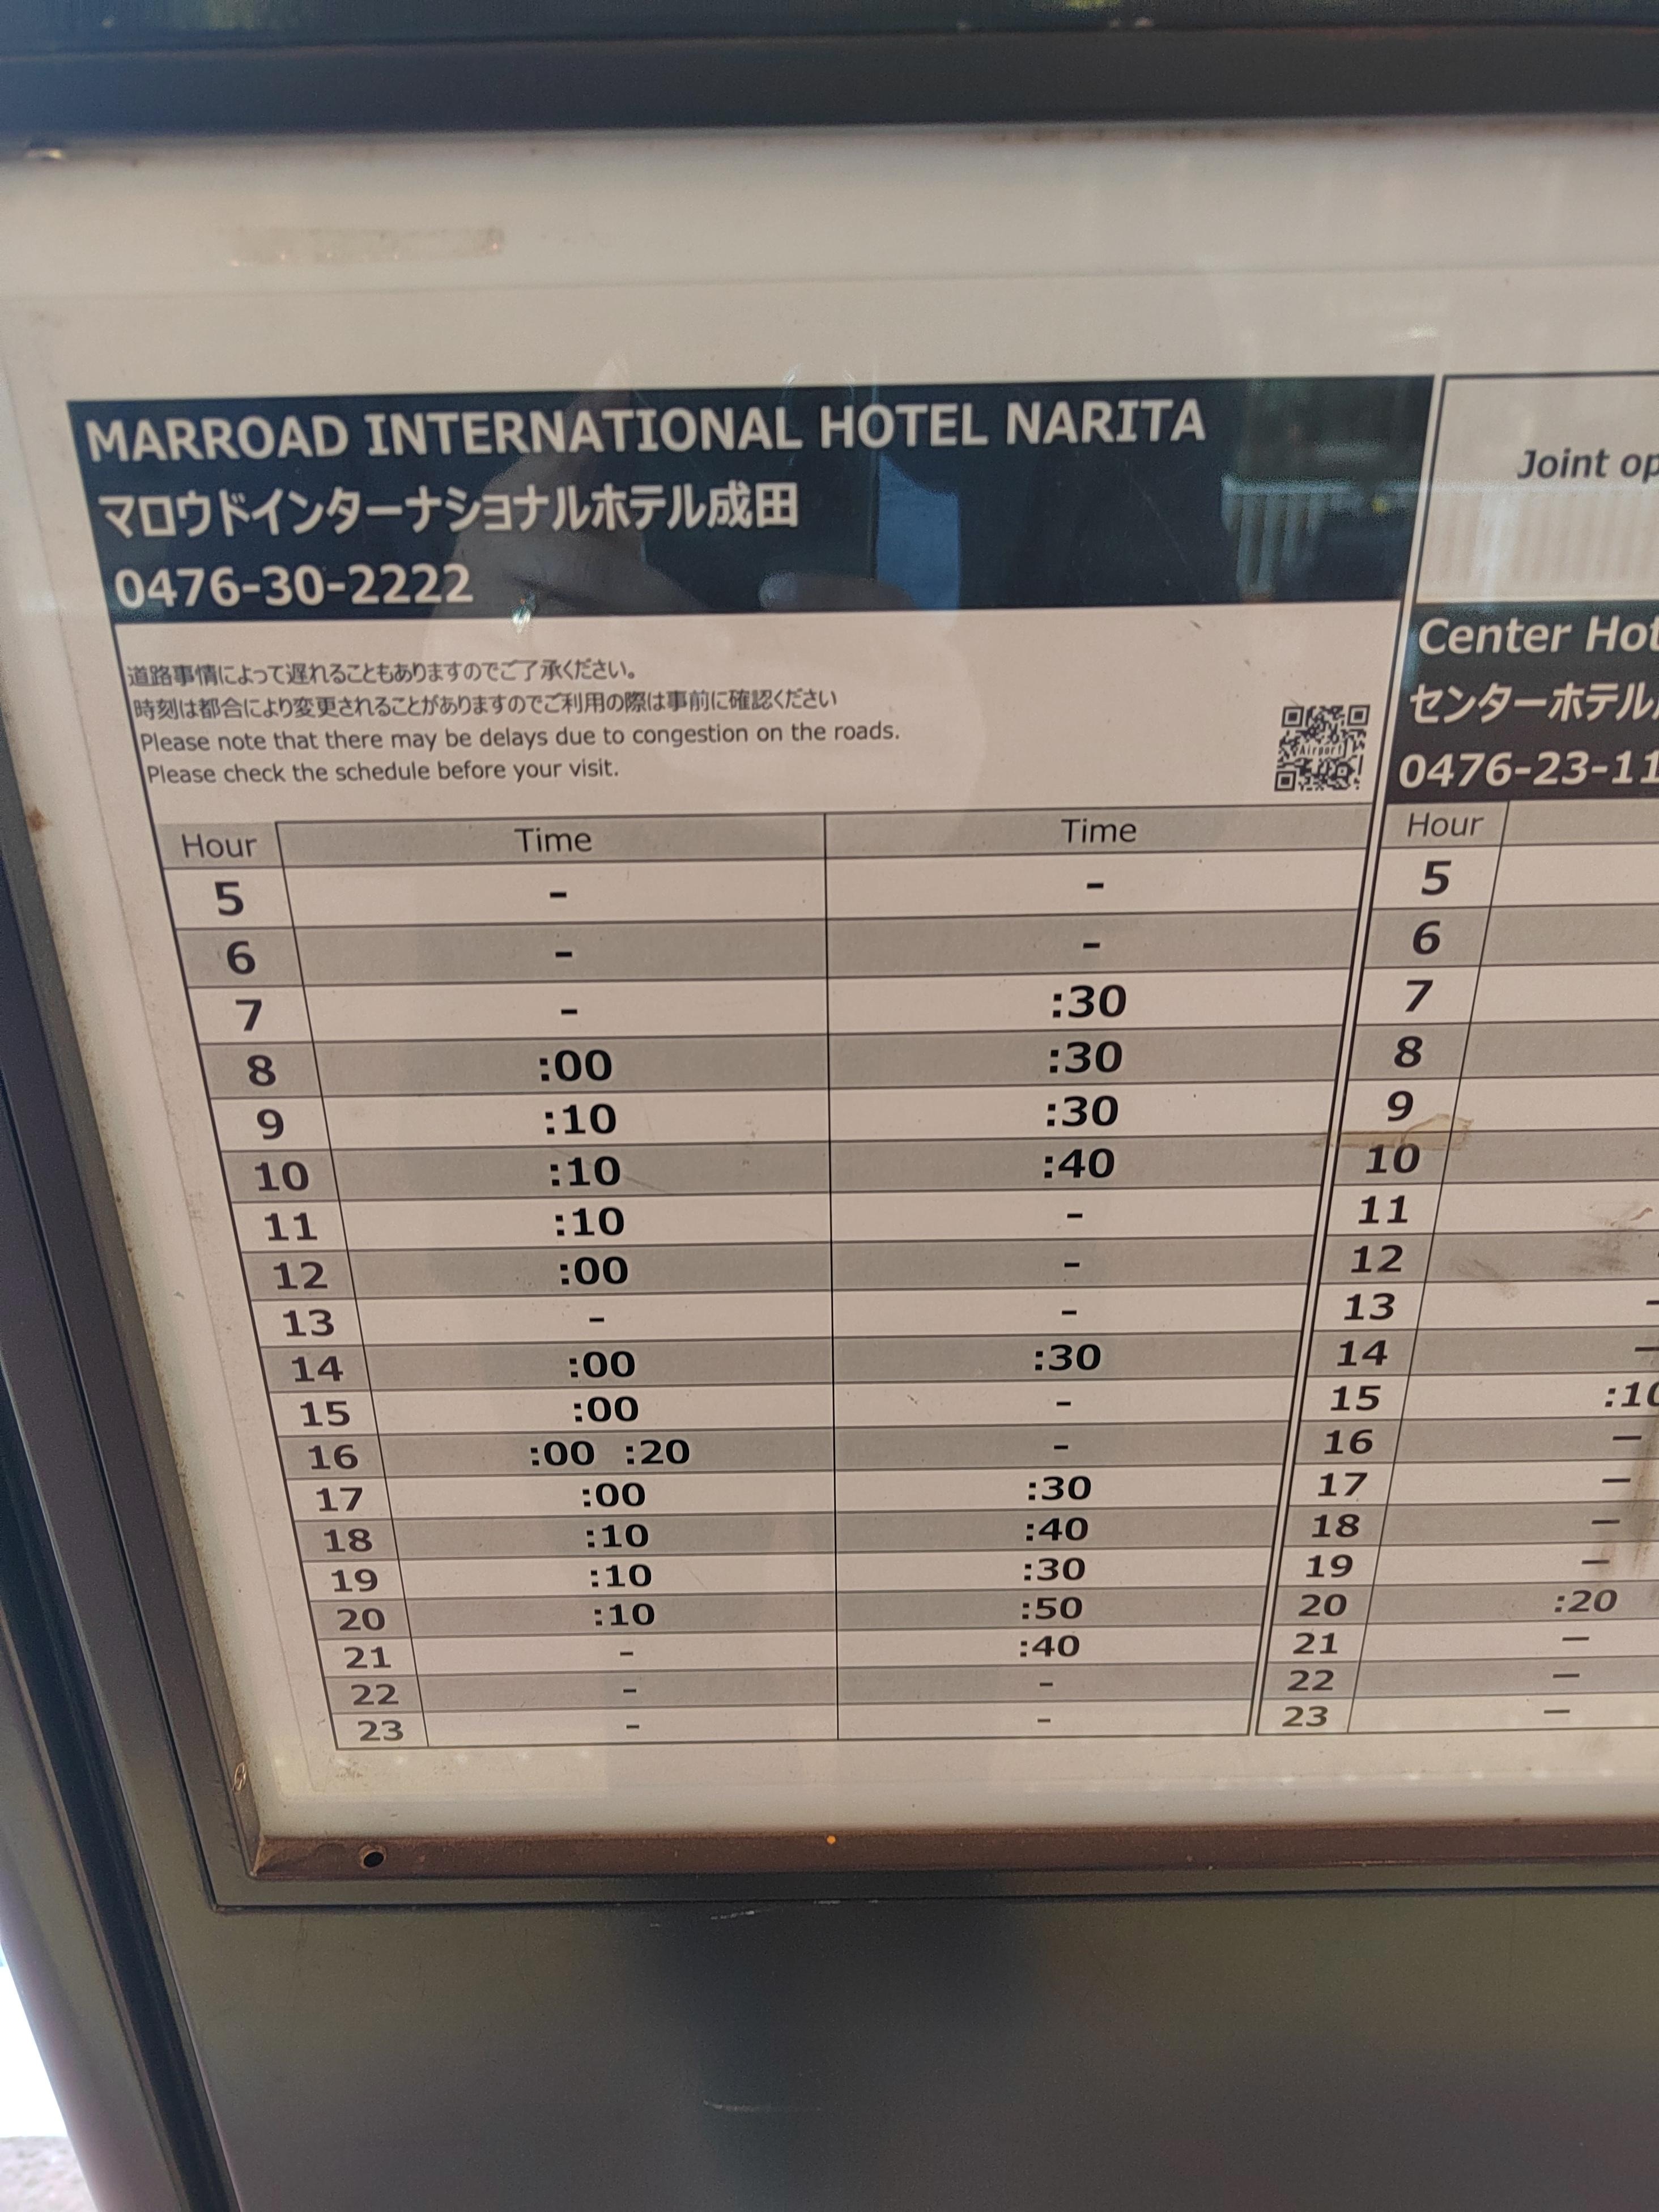 MARROAD INTERNATIONAL HOTEL NARITA
マロウドインターナショナルホテル成田
0476-30-2222
道路事情によって遅れることもありますのでご了承ください。
時刻は都合により変更されることがありますのでご利用の際は事前に確認ください
Please note that there may be delays due to congestion on the roads.
Please check the schedule before your visit.
Airport
Hour Time Time
5 - -
6 - -
7 - :30
8 :00 :30
9 :10 :30
10 :10 :40
11 :10 -
12 :00 -
13 - -
14 :00 :30
15 :00 -
16 :00 :20 -
17 :00 :30
18 :10 :40
19 :10 :30
20 :10 :50
21 - :40
22 - -
23 - -
Joint
Center
センターホテル
0476-23-11
Hour
5
6
7
8
9
10
11
12
13 -
14 —
15 :10
16 —
17 —
18 —
19 —
20 :20
21 —
22 —
23 —